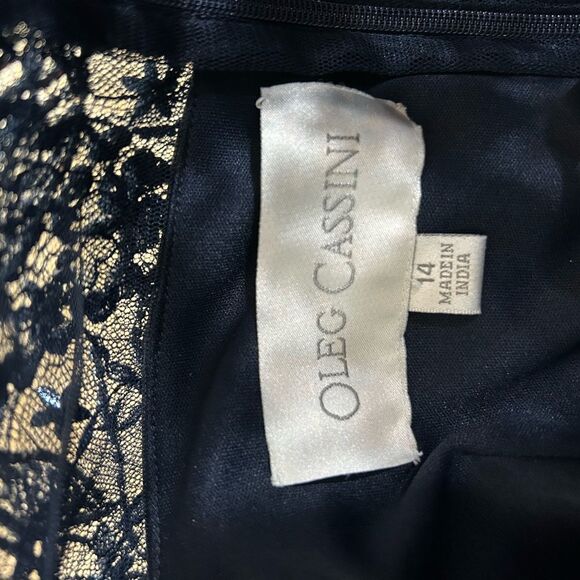 OLEG CASSINI
14
MADE IN
INDIA